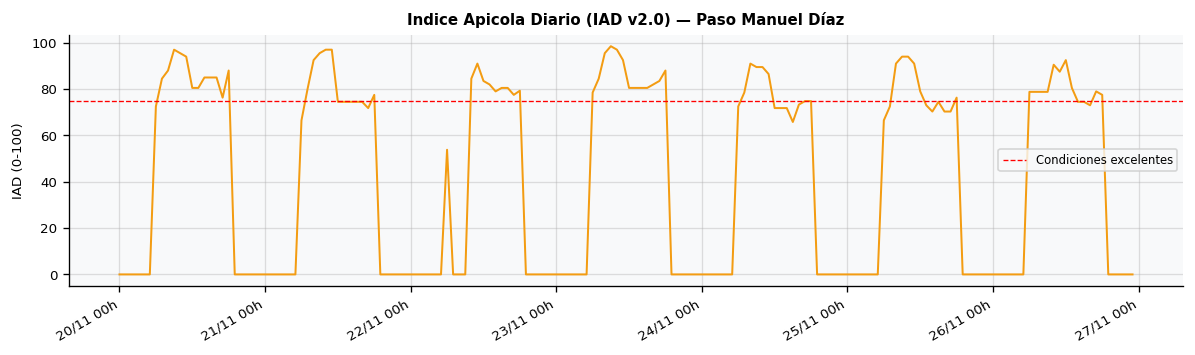 Indice Apicola Diario (IAD v2.0) — Paso Manuel Díaz
IAD (0-100)
100
80
60
40
20
0
Condiciones excelentes
20/11 00h
21/11 00h
22/11 00h
23/11 00h
24/11 00h
25/11 00h
26/11 00h
27/11 00h